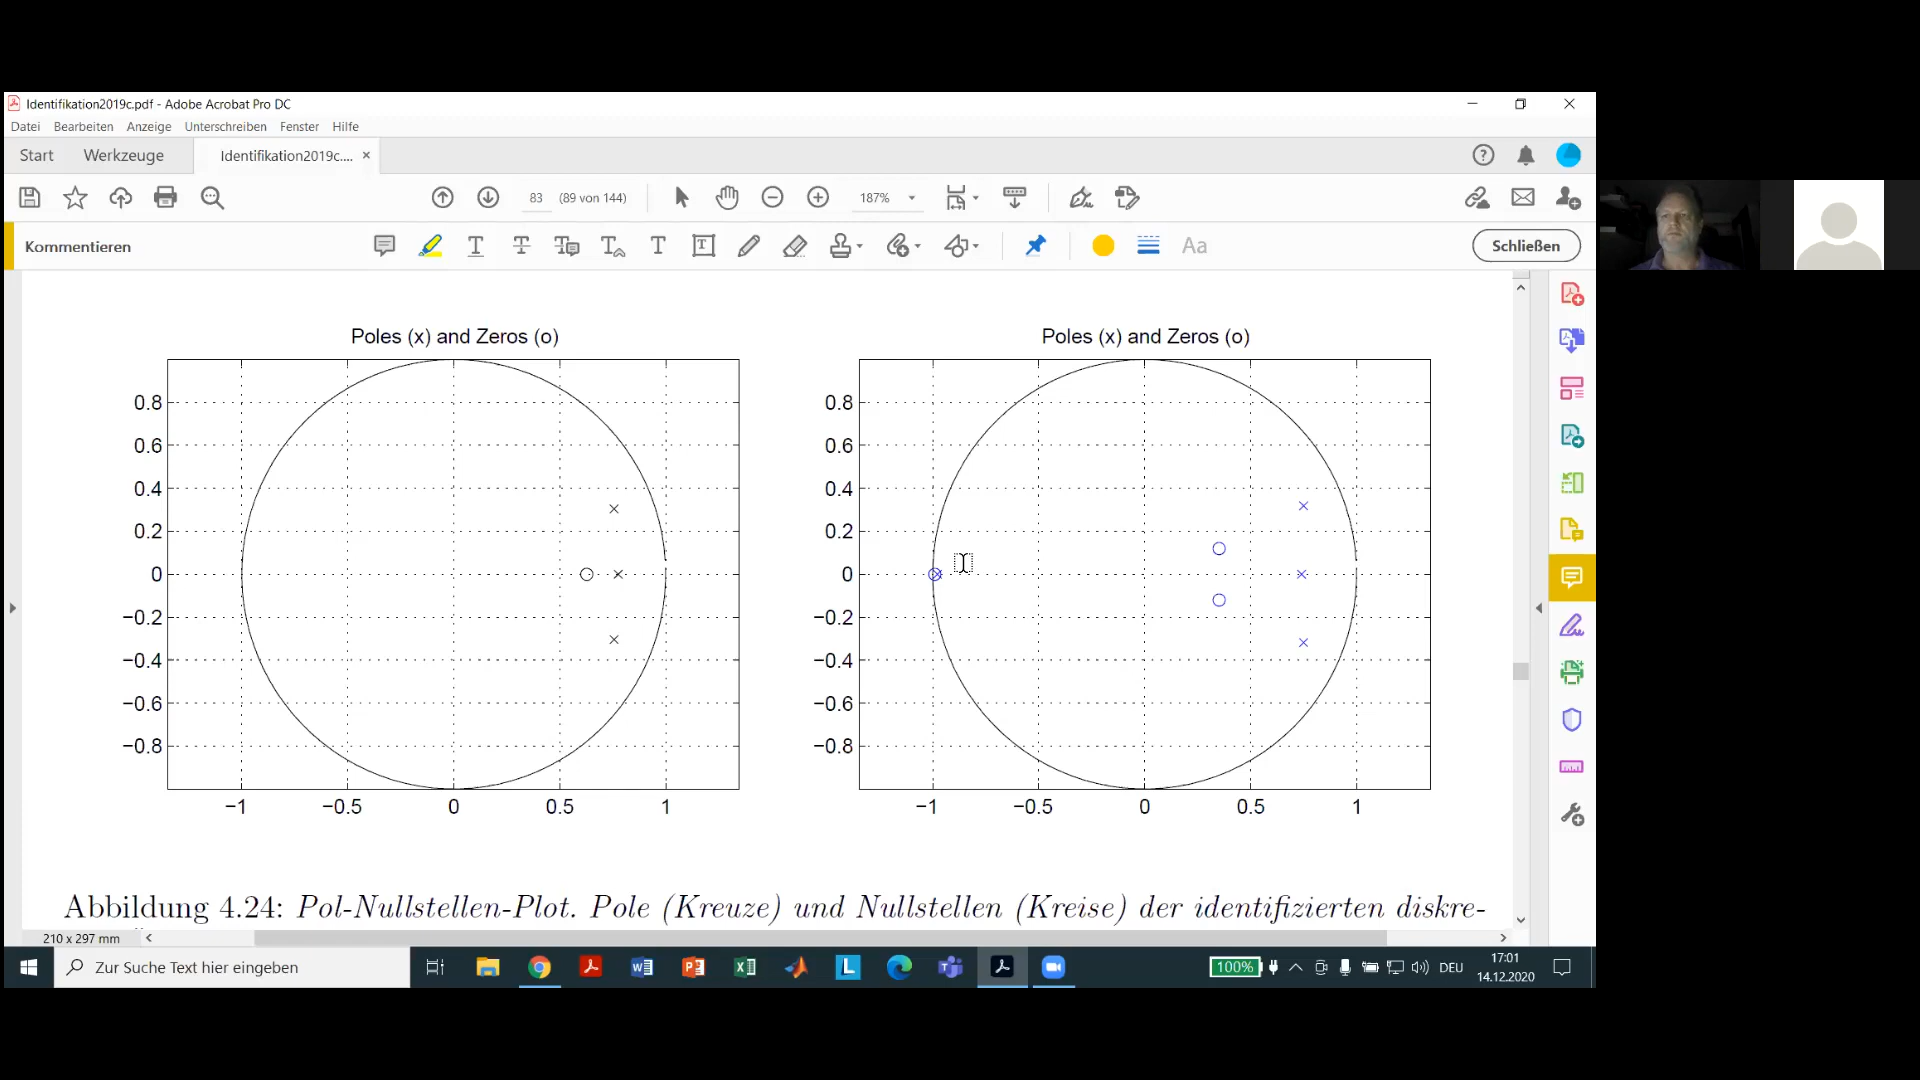 Identifikation2019c.pdf - Adobe Acrobat Pro DC
Datei Bearbeiten Anzeige Unterschreiben Fenster Hilfe
Start Werkzeuge Identifikation2019c.... ×
83 (89 von 144) 187%
Kommentieren Aa Schließen
Poles (x) and Zeros (o)
0.8
0.6
0.4
0.2
0
−0.2
−0.4
−0.6
−0.8
−1 −0.5 0 0.5 1
Poles (x) and Zeros (o)
0.8
0.6
0.4
0.2
0
−0.2
−0.4
−0.6
−0.8
−1 −0.5 0 0.5 1
Abbildung 4.24: Pol-Nullstellen-Plot. Pole (Kreuze) und Nullstellen (Kreise) der identifizierten diskre-
210 x 297 mm
Zur Suche Text hier eingeben
100% DEU 17:01
14.12.2020